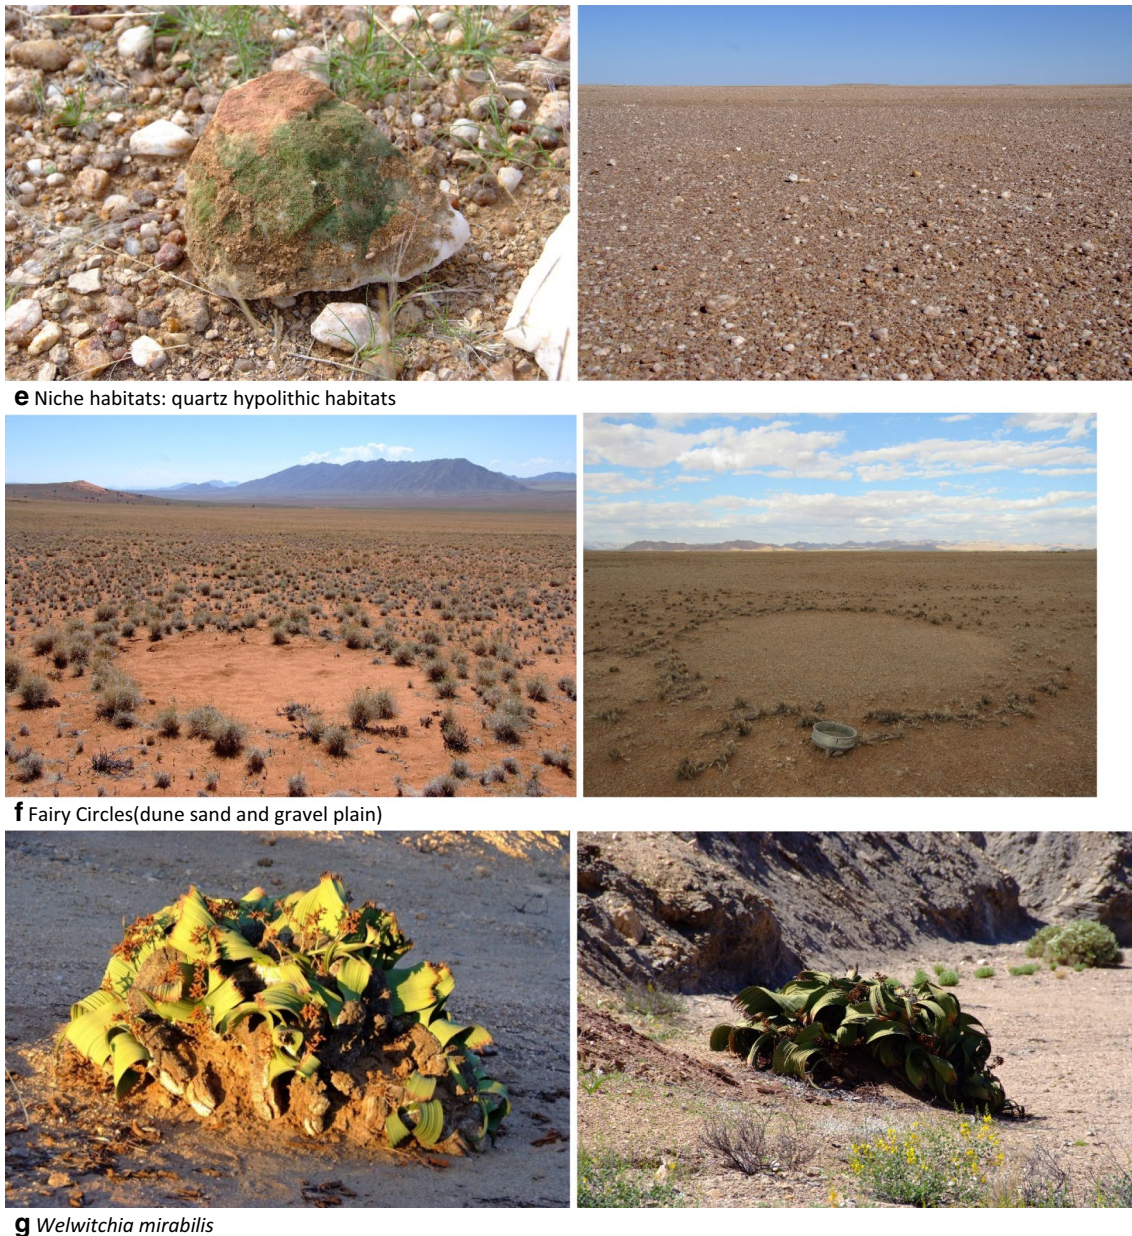 e Niche habitats: quartz hypolithic habitats
f Fairy Circles(dune sand and gravel plain)
g Welwitchia mirabilis